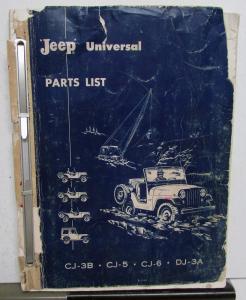 Jeep Universal
PARTS LIST
CJ-3B • CJ-5 • CJ-6 • DJ-3A